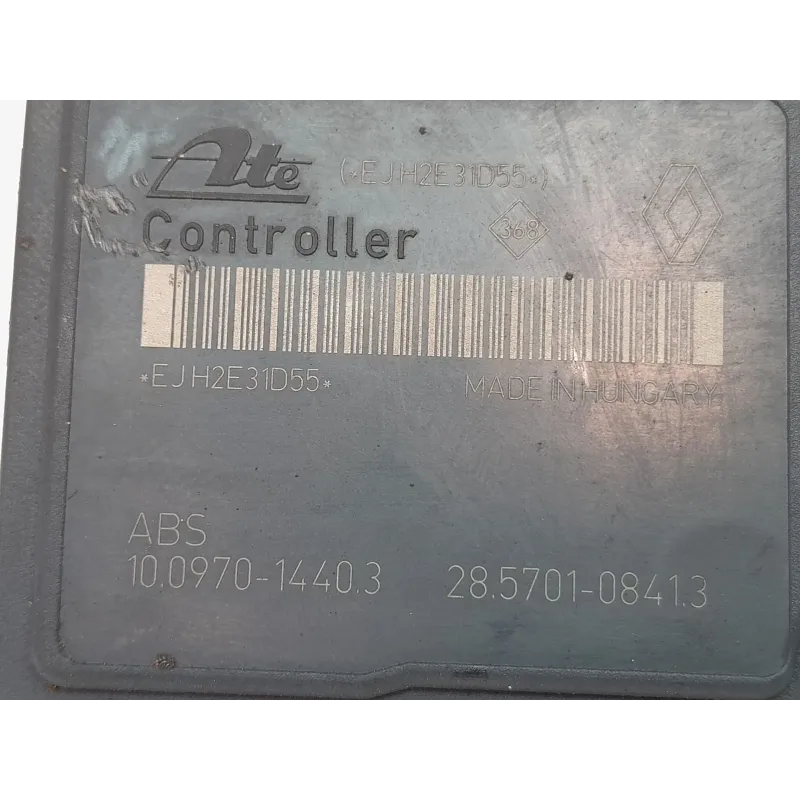 Ate (*EJH2E31D55*)
Controller 368
*EJH2E31D55* MADE IN HUNGARY
ABS
10.0970-1440.3 28.5701-0841.3